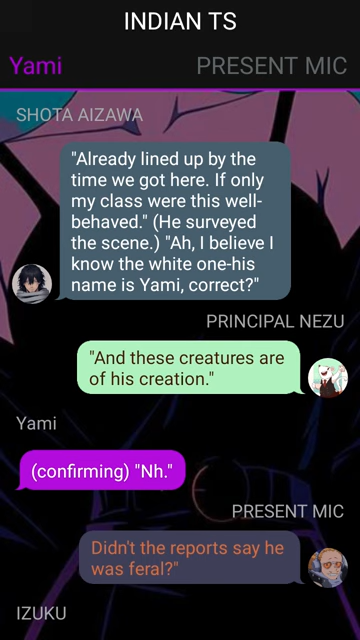 INDIAN TS
Yami PRESENT MIC
SHOTA AIZAWA
"Already lined up by the
time we got here. If only
my class were this well-
behaved." (He surveyed
the scene.) "Ah, I believe I
know the white one-his
name is Yami, correct?"
PRINCIPAL NEZU
"And these creatures are
of his creation."
Yami
(confirming) "Nh."
PRESENT MIC
Didn't the reports say he
was feral?"
IZUKU